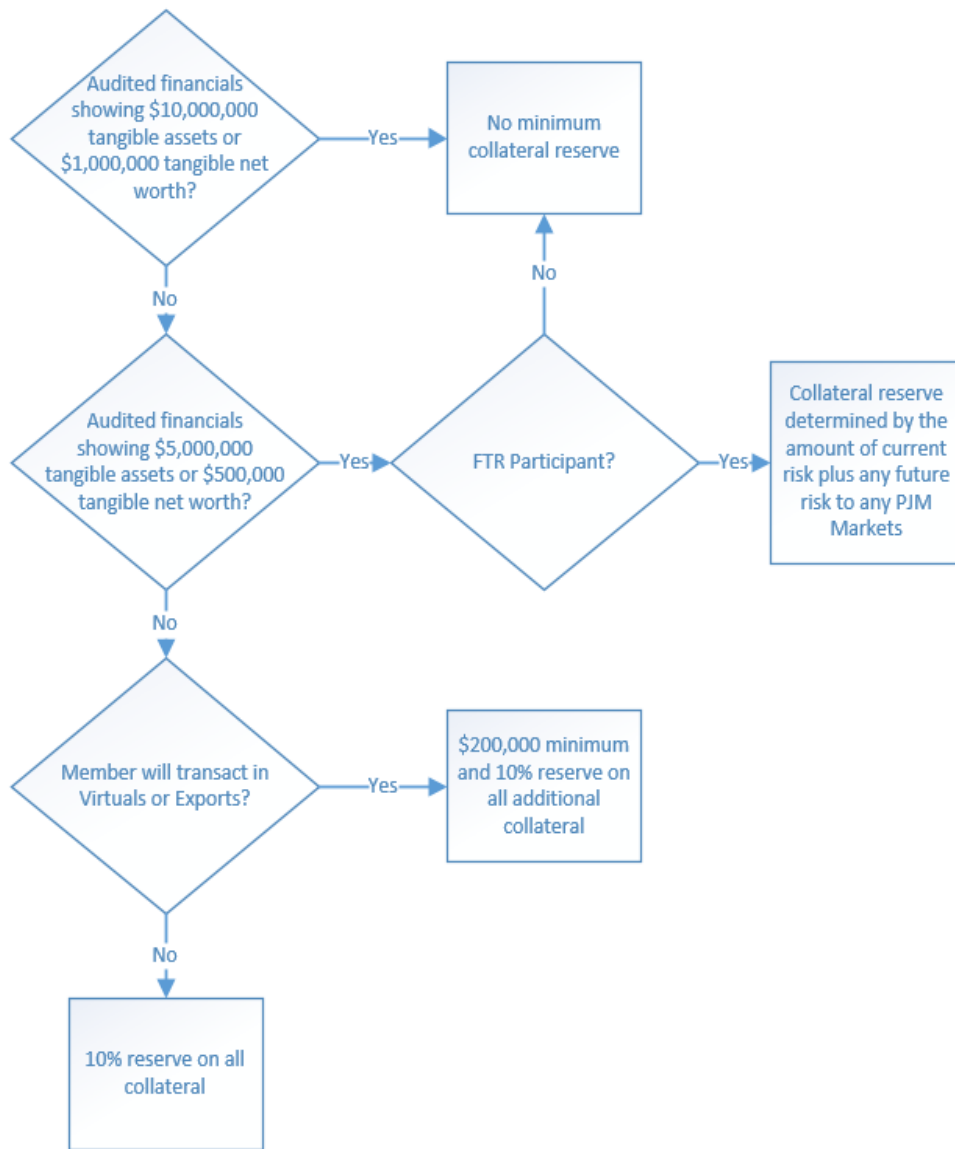 Audited financials
showing $10,000,000
tangible assets or
$1,000,000 tangible net
worth?
Yes
No minimum
collateral reserve
No
No
Audited financials
showing $5,000,000
tangible assets or $500,000
tangible net worth?
Yes
FTR Participant?
Yes
Collateral reserve
determined by the
amount of current
risk plus any future
risk to any PJM
Markets
No
Member will transact in
Virtuals or Exports?
Yes
$200,000 minimum
and 10% reserve on
all additional
collateral
No
10% reserve on all
collateral